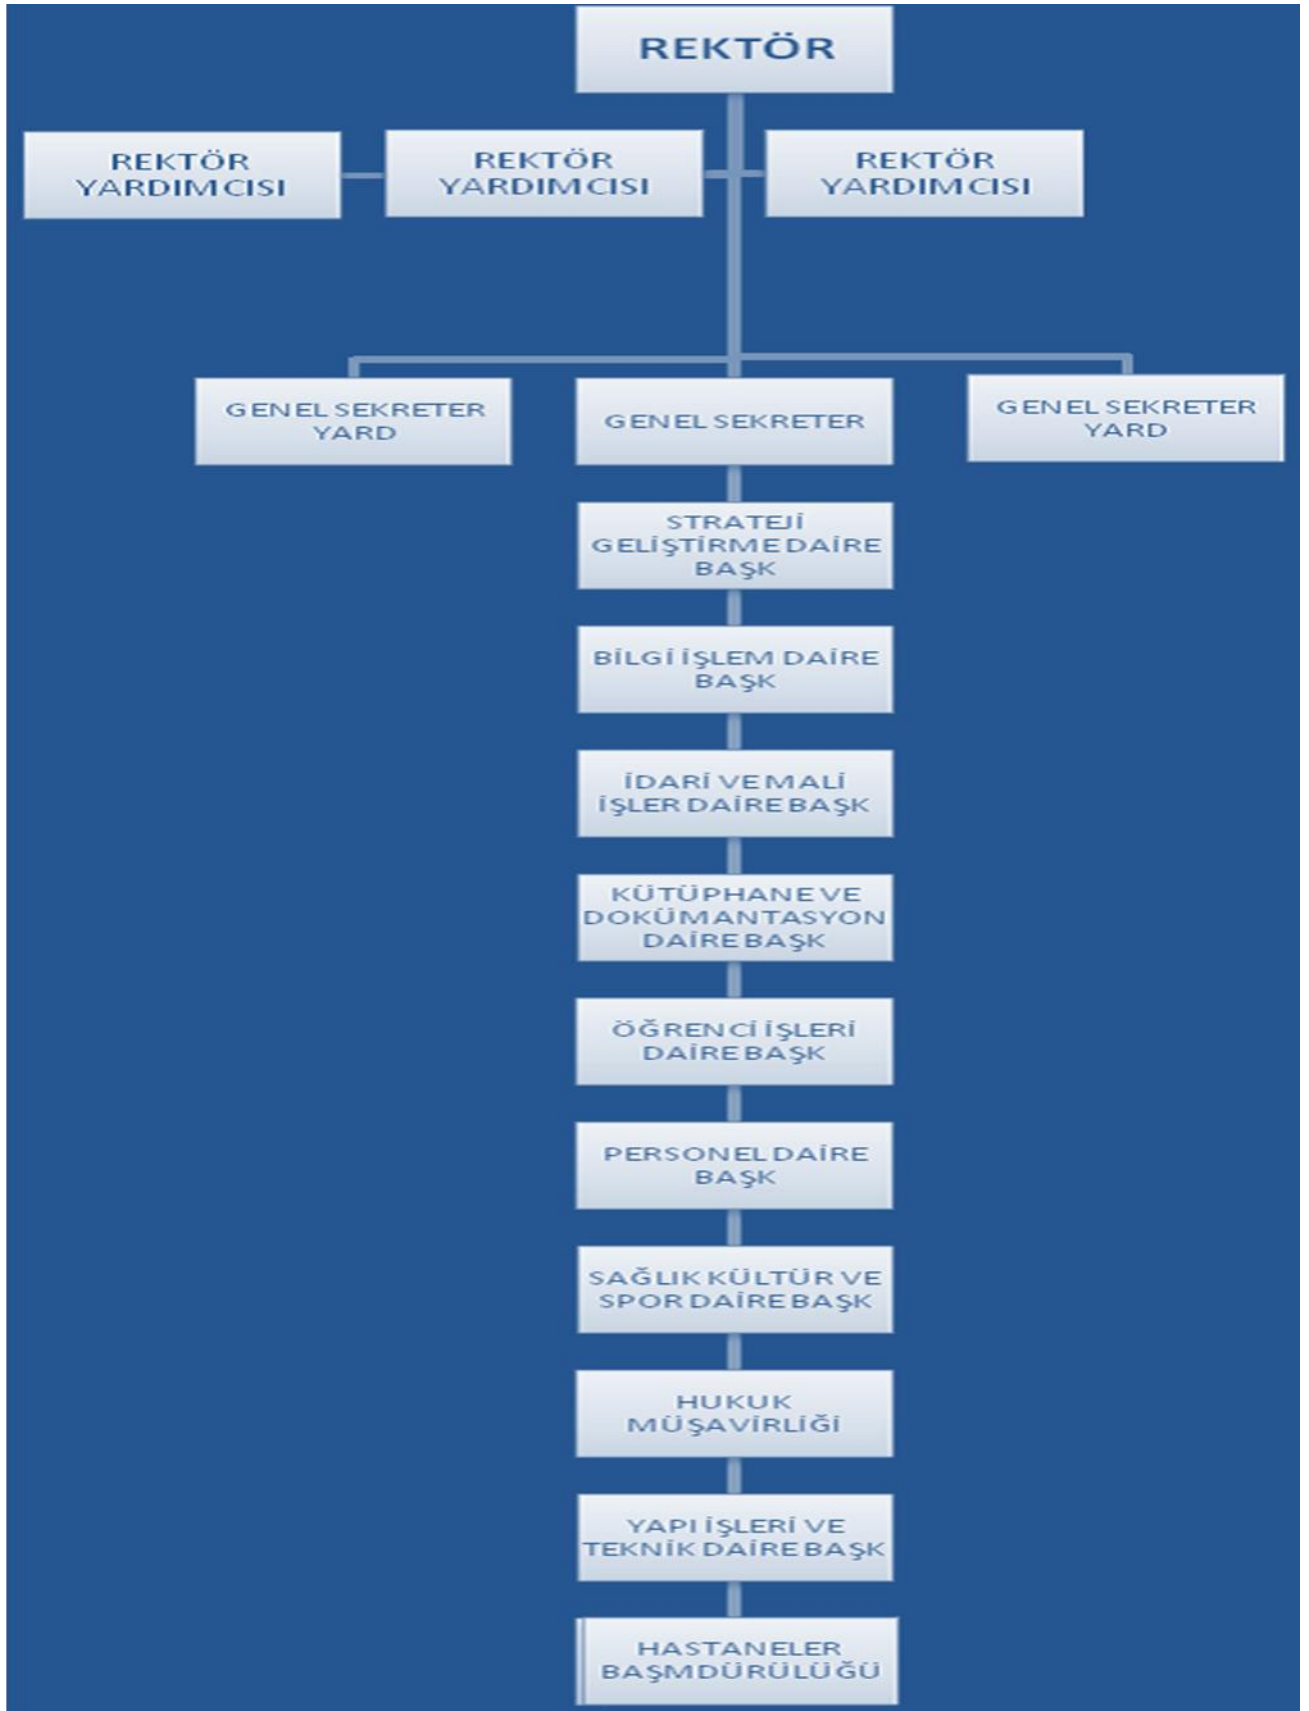 REKTÖR
REKTÖR
YARDIMCISI
REKTÖR
YARDIMCISI
REKTÖR
YARDIMCISI
GENEL SEKRETER
YARD
GENEL SEKRETER
GENEL SEKRETER
YARD
STRATEJİ
GELİŞTİRME DAİRE
BAŞK
BİLGİ İŞLEM DAİRE
BAŞK
İDARİ VE MALİ
İŞLER DAİRE BAŞK
KÜTÜPHANE VE
DOKÜMANTASYON
DAİRE BAŞK
ÖĞRENCİ İŞLERİ
DAİRE BAŞK
PERSONEL DAİRE
BAŞK
SAĞLIK KÜLTÜR VE
SPOR DAİRE BAŞK
HUKUK
MÜŞAVİRLİĞİ
YAPI İŞLERİ VE
TEKNİK DAİRE BAŞK
HASTANELER
BAŞMDÜRÜLÜĞÜ